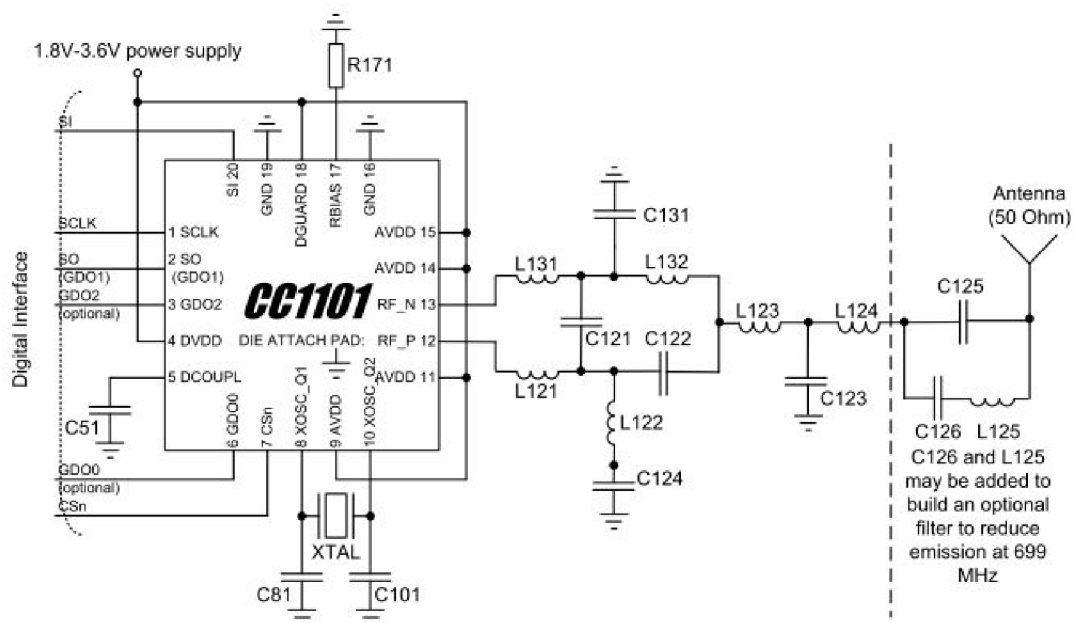 1.8V-3.6V power supply
R171
SI
SI 20
GND 19
DGUARD 18
RBIAS 17
GND 16
Antenna
(50 Ohm)
C131
SCLK
1 SCLK
AVDD 15
SO
(GDO1)
2 SO
(GDO1)
AVDD 14
L131
L132
GDO2
(optional)
3 GDO2
CC1101
RF_N 13
C125
L123
L124
Digital Interface
4 DVDD
DIE ATTACH PAD:
RF_P 12
C121
C122
5 DCOUPL
AVDD 11
L121
C123
C51
6 GDO0
7 CSn
8 XOSC_Q1
9 AVDD
10 XOSC_Q2
L122
C126
L125
GDO0
(optional)
CSn
C124
XTAL
C81
C101
C126 and L125
may be added to
build an optional
filter to reduce
emission at 699
MHz